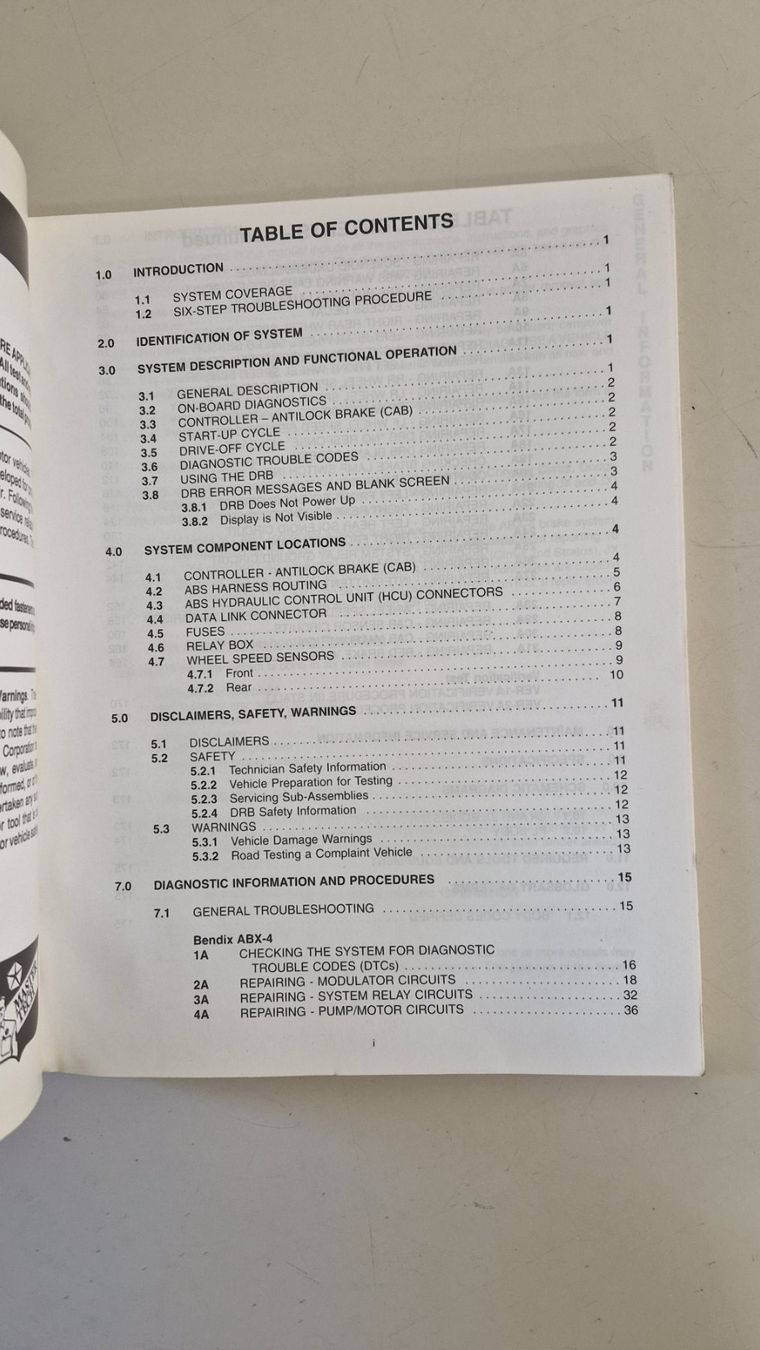 TABLE OF CONTENTS
1.0 INTRODUCTION 1
1.1 SYSTEM COVERAGE 1
1.2 SIX-STEP TROUBLESHOOTING PROCEDURE 1
2.0 IDENTIFICATION OF SYSTEM 1
3.0 SYSTEM DESCRIPTION AND FUNCTIONAL OPERATION 1
3.1 GENERAL DESCRIPTION 1
3.2 ON-BOARD DIAGNOSTICS 2
3.3 CONTROLLER – ANTILOCK BRAKE (CAB) 2
3.4 START-UP CYCLE 2
3.5 DRIVE-OFF CYCLE 2
3.6 DIAGNOSTIC TROUBLE CODES 2
3.7 USING THE DRB 3
3.8 DRB ERROR MESSAGES AND BLANK SCREEN 3
3.8.1 DRB Does Not Power Up 4
3.8.2 Display is Not Visible 4
4.0 SYSTEM COMPONENT LOCATIONS 4
4.1 CONTROLLER - ANTILOCK BRAKE (CAB) 4
4.2 ABS HARNESS ROUTING 5
4.3 ABS HYDRAULIC CONTROL UNIT (HCU) CONNECTORS 6
4.4 DATA LINK CONNECTOR 7
4.5 FUSES 8
4.6 RELAY BOX 8
4.7 WHEEL SPEED SENSORS 9
4.7.1 Front 9
4.7.2 Rear 10
5.0 DISCLAIMERS, SAFETY, WARNINGS 11
5.1 DISCLAIMERS 11
5.2 SAFETY 11
5.2.1 Technician Safety Information 11
5.2.2 Vehicle Preparation for Testing 12
5.2.3 Servicing Sub-Assemblies 12
5.2.4 DRB Safety Information 12
5.3 WARNINGS 13
5.3.1 Vehicle Damage Warnings 13
5.3.2 Road Testing a Complaint Vehicle 13
7.0 DIAGNOSTIC INFORMATION AND PROCEDURES 15
7.1 GENERAL TROUBLESHOOTING 15
Bendix ABX-4
1A CHECKING THE SYSTEM FOR DIAGNOSTIC
TROUBLE CODES (DTCs) 16
2A REPAIRING - MODULATOR CIRCUITS 18
3A REPAIRING - SYSTEM RELAY CIRCUITS 32
4A REPAIRING - PUMP/MOTOR CIRCUITS 36
i